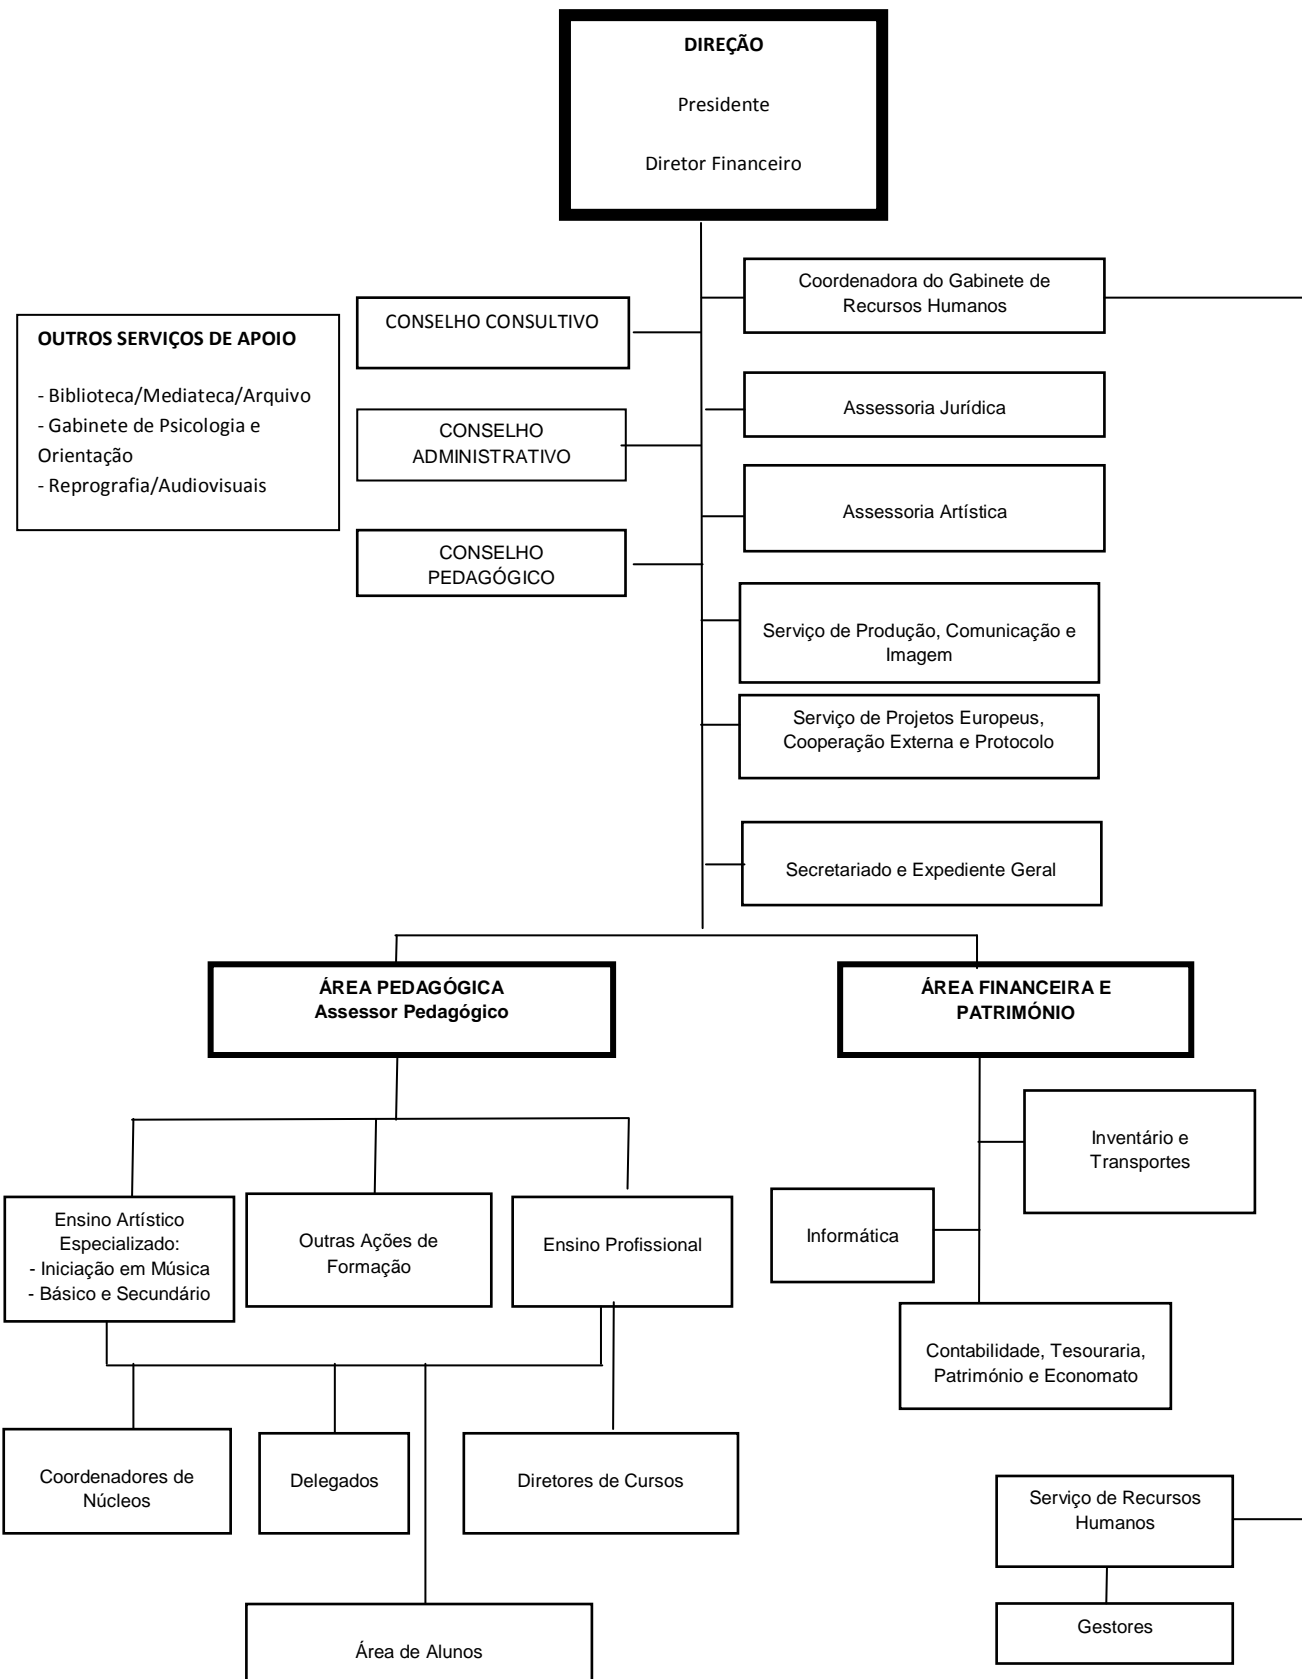 DIREÇÃO
Presidente
Diretor Financeiro
Coordenadora do Gabinete de
Recursos Humanos
CONSELHO CONSULTIVO
OUTROS SERVIÇOS DE APOIO
- Biblioteca/Mediateca/Arquivo
- Gabinete de Psicologia e
Orientação
- Reprografia/Audiovisuais
Assessoria Jurídica
CONSELHO
ADMINISTRATIVO
Assessoria Artística
CONSELHO
PEDAGÓGICO
Serviço de Produção, Comunicação e
Imagem
Serviço de Projetos Europeus,
Cooperação Externa e Protocolo
Secretariado e Expediente Geral
ÁREA PEDAGÓGICA
Assessor Pedagógico
ÁREA FINANCEIRA E
PATRIMÓNIO
Inventário e
Transportes
Ensino Artístico
Especializado:
- Iniciação em Música
- Básico e Secundário
Outras Ações de
Formação
Ensino Profissional
Informática
Contabilidade, Tesouraria,
Património e Economato
Coordenadores de
Núcleos
Delegados
Diretores de Cursos
Serviço de Recursos
Humanos
Gestores
Área de Alunos